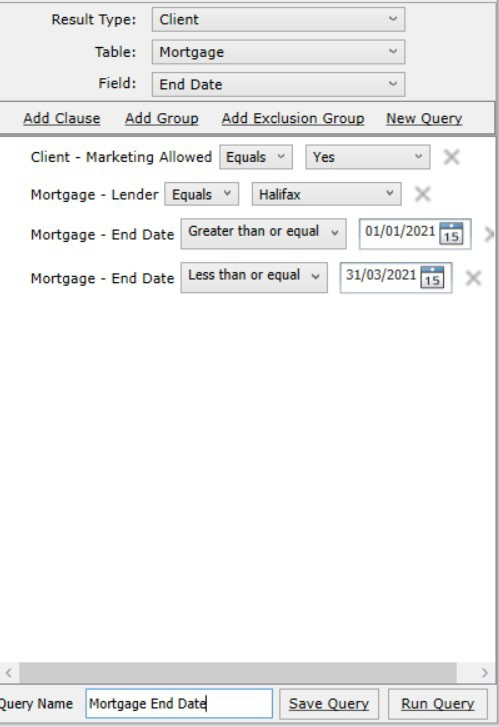 Result Type: Client
Table: Mortgage
Field: End Date
Add Clause Add Group Add Exclusion Group New Query
Client - Marketing Allowed Equals Yes
Mortgage - Lender Equals Halifax
Mortgage - End Date Greater than or equal 01/01/2021 15
Mortgage - End Date Less than or equal 31/03/2021 15
Query Name Mortgage End Date Save Query Run Query